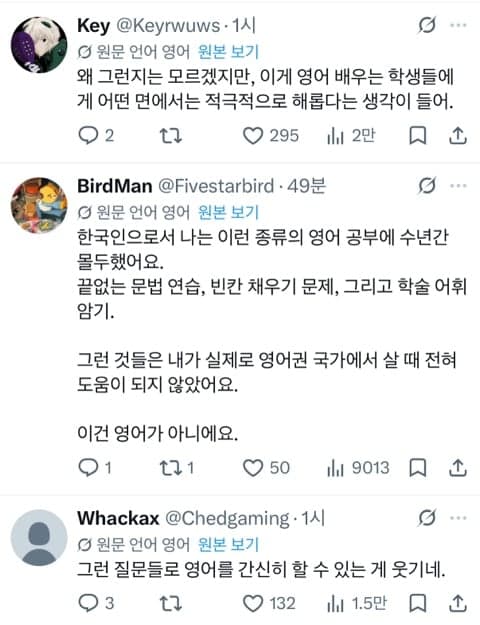 Key @Keyrwuws · 1시
원문 언어 영어 원본 보기
왜 그런지는 모르겠지만, 이게 영어 배우는 학생들에
게 어떤 면에서는 적극적으로 해롭다는 생각이 들어.
2 295 2만
BirdMan @Fivestarbird · 49분
원문 언어 영어 원본 보기
한국인으로서 나는 이런 종류의 영어 공부에 수년간
몰두했어요.
끝없는 문법 연습, 빈칸 채우기 문제, 그리고 학술 어휘
암기.
그런 것들은 내가 실제로 영어권 국가에서 살 때 전혀
도움이 되지 않았어요.
이건 영어가 아니에요.
1 1 50 9013
Whackax @Chedgaming · 1시
원문 언어 영어 원본 보기
그런 질문들로 영어를 간신히 할 수 있는 게 웃기네.
3 132 1.5만